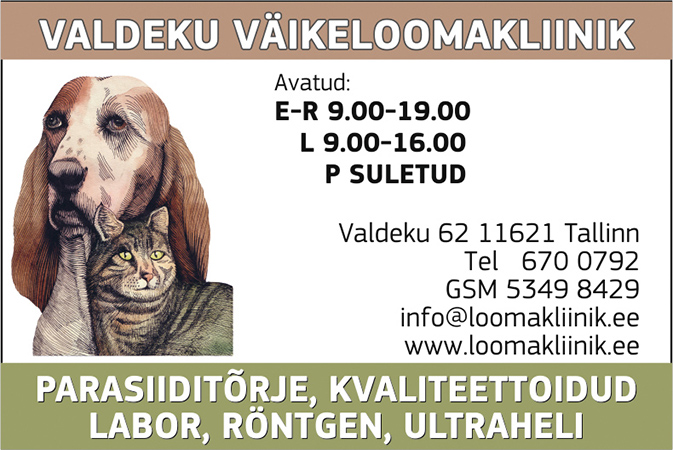 VALDEKU VÄIKELOOMAKLIINIK
Avatud:
E-R 9.00-19.00
L 9.00-16.00
P SULETUD
Valdeku 62 11621 Tallinn
Tel 670 0792
GSM 5349 8429
info@loomakliinik.ee
www.loomakliinik.ee
PARASIIDITÕRJE, KVALITEETTOIDUD
LABOR, RÖNTGEN, ULTRAHELI